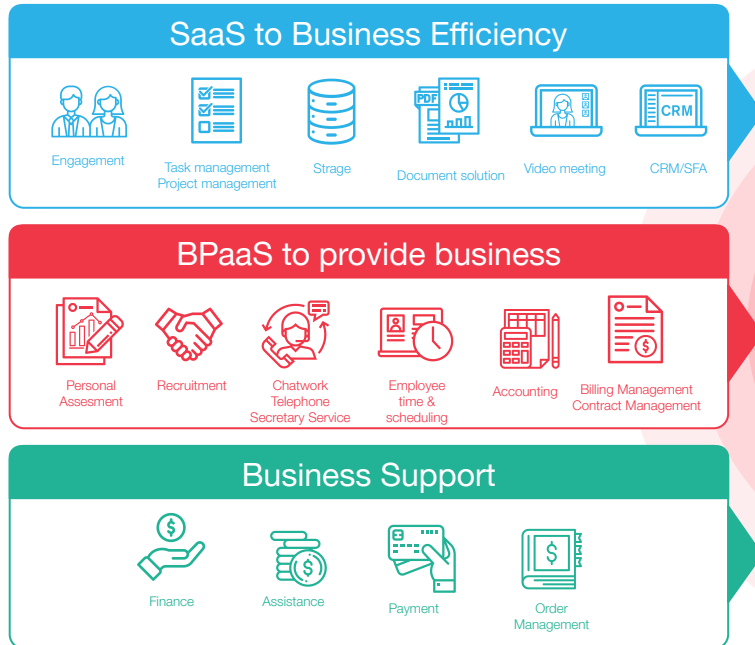 SaaS to Business Efficiency
PDF
CRM
Engagement
Task management
Project management
Strage
Document solution
Video meeting
CRM/SFA
BPaaS to provide business
Personal
Assesment
Recruitment
Chatwork
Telephone
Secretary Service
Employee
time &
scheduling
Accounting
Billing Management
Contract Management
Business Support
Finance
Assistance
Payment
Order
Management